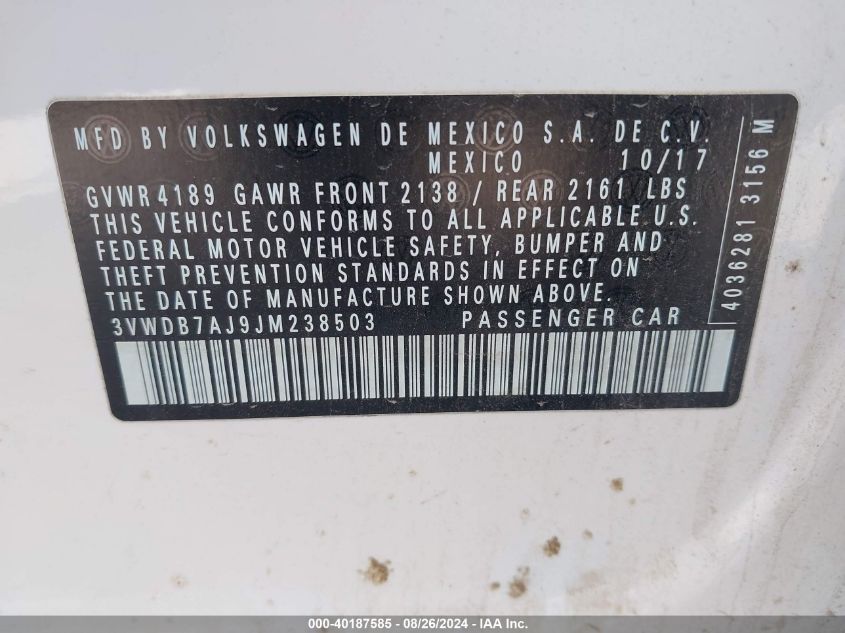 MFD BY VOLKSWAGEN DE MEXICO S.A. DE C.V.
MEXICO 10/17
GVWR 4189 GAWR FRONT 2138 / REAR 2161 LBS
THIS VEHICLE CONFORMS TO ALL APPLICABLE U.S.
FEDERAL MOTOR VEHICLE SAFETY, BUMPER AND
THEFT PREVENTION STANDARDS IN EFFECT ON
THE DATE OF MANUFACTURE SHOWN ABOVE.
3VWDB7AJ9JM238503 PASSENGER CAR
4036281 3156 M
000-40187585 - 08/26/2024 - IAA Inc.